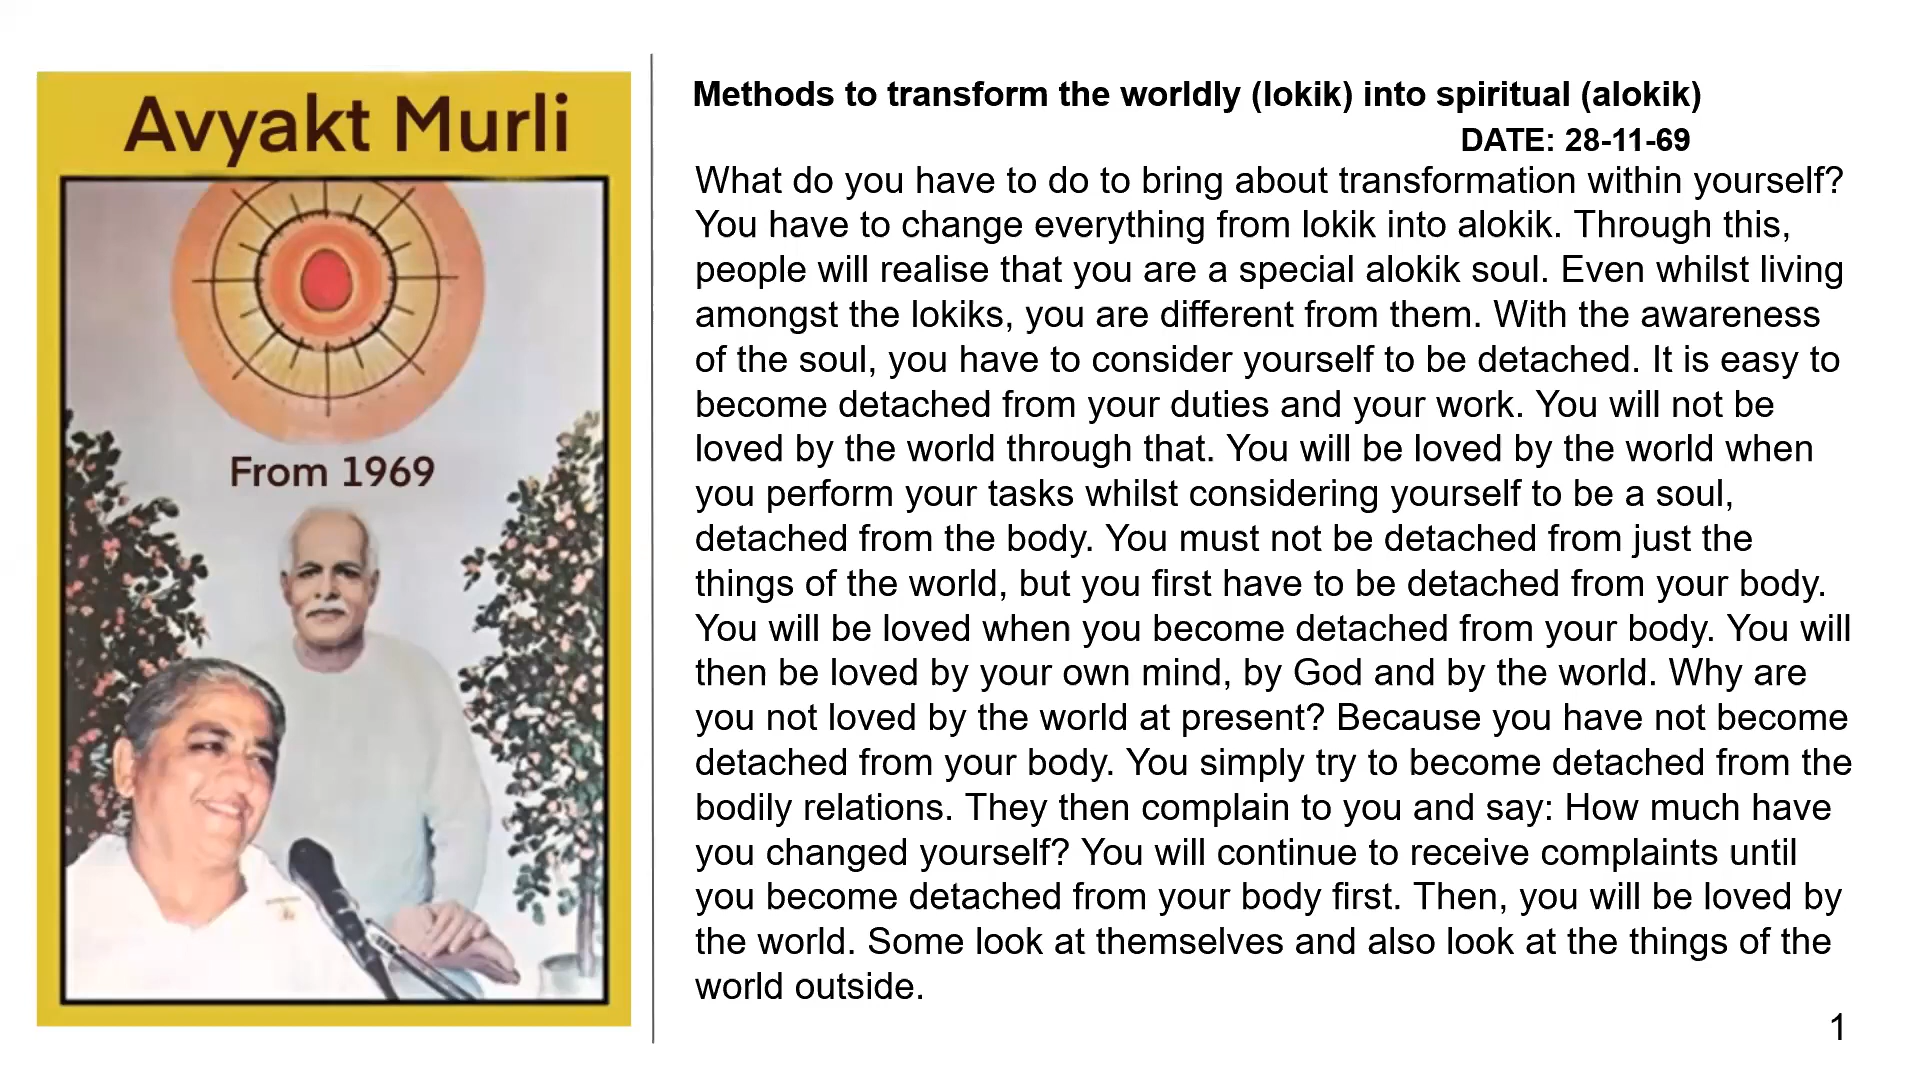 Avyakt Murli
From 1969
Methods to transform the worldly (lokik) into spiritual (alokik)
DATE: 28-11-69
What do you have to do to bring about transformation within yourself?
You have to change everything from lokik into alokik. Through this,
people will realise that you are a special alokik soul. Even whilst living
amongst the lokiks, you are different from them. With the awareness
of the soul, you have to consider yourself to be detached. It is easy to
become detached from your duties and your work. You will not be
loved by the world through that. You will be loved by the world when
you perform your tasks whilst considering yourself to be a soul,
detached from the body. You must not be detached from just the
things of the world, but you first have to be detached from your body.
You will be loved when you become detached from your body. You will
then be loved by your own mind, by God and by the world. Why are
you not loved by the world at present? Because you have not become
detached from your body. You simply try to become detached from the
bodily relations. They then complain to you and say: How much have
you changed yourself? You will continue to receive complaints until
you become detached from your body first. Then, you will be loved by
the world. Some look at themselves and also look at the things of the
world outside.
1